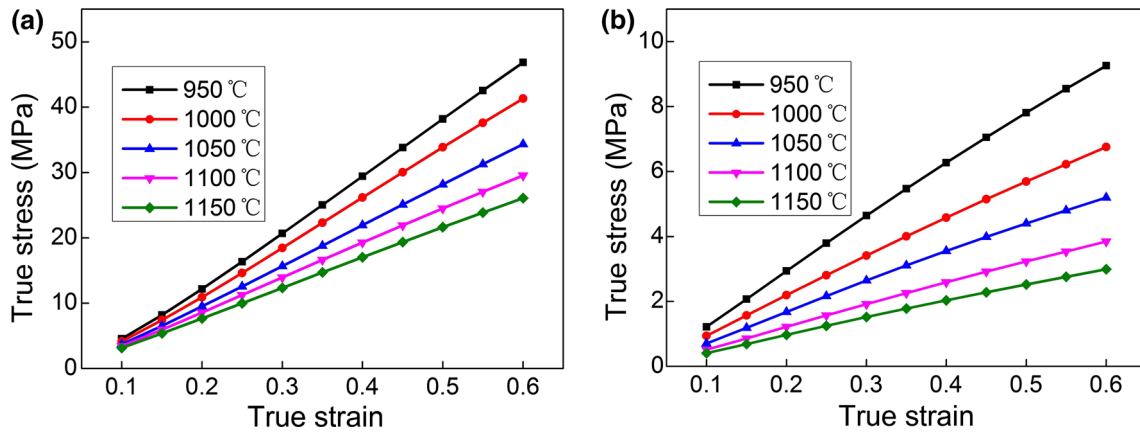 (a)
50
40
30
20
10
0
True stress (MPa)
950 ℃
1000 ℃
1050 ℃
1100 ℃
1150 ℃
0.1 0.2 0.3 0.4 0.5 0.6
True strain
(b)
10
8
6
4
2
0
True stress (MPa)
950 ℃
1000 ℃
1050 ℃
1100 ℃
1150 ℃
0.1 0.2 0.3 0.4 0.5 0.6
True strain